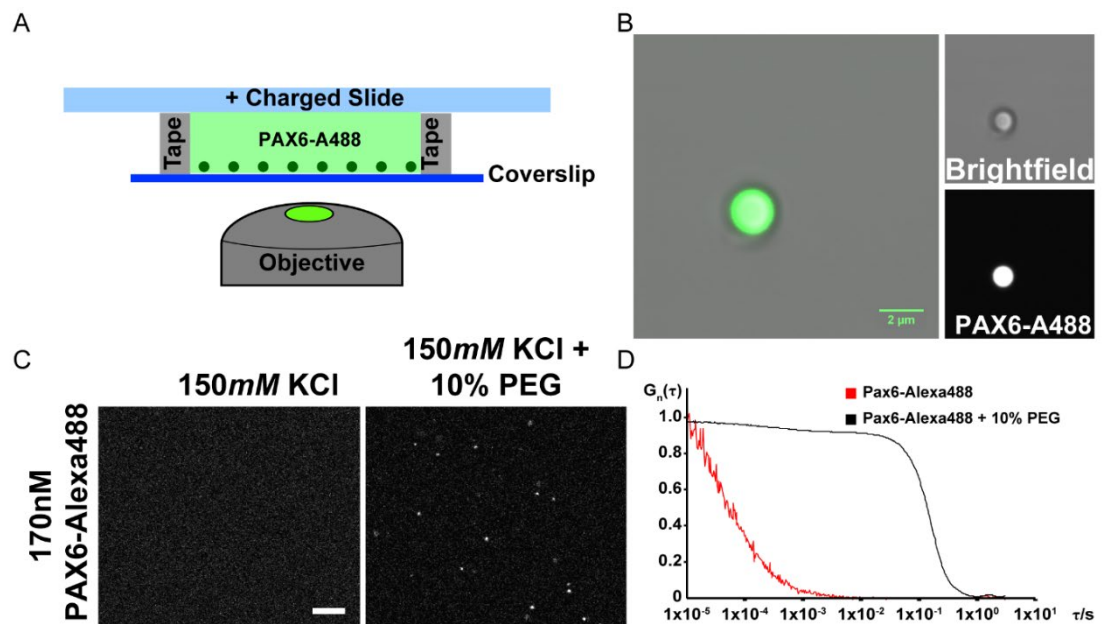 A
+ Charged Slide
Tape
PAX6-A488
Tape
Coverslip
Objective
B
2 µm
Brightfield
PAX6-A488
C
150mM KCl
150mM KCl +
10% PEG
170nM
PAX6-Alexa488
D
Gn(τ)
Pax6-Alexa488
Pax6-Alexa488 + 10% PEG
1.0
0.8
0.6
0.4
0.2
0
1x10⁻⁵ 1x10⁻⁴ 1x10⁻³ 1x10⁻² 1x10⁻¹ 1x10⁰ 1x10¹ τ/s